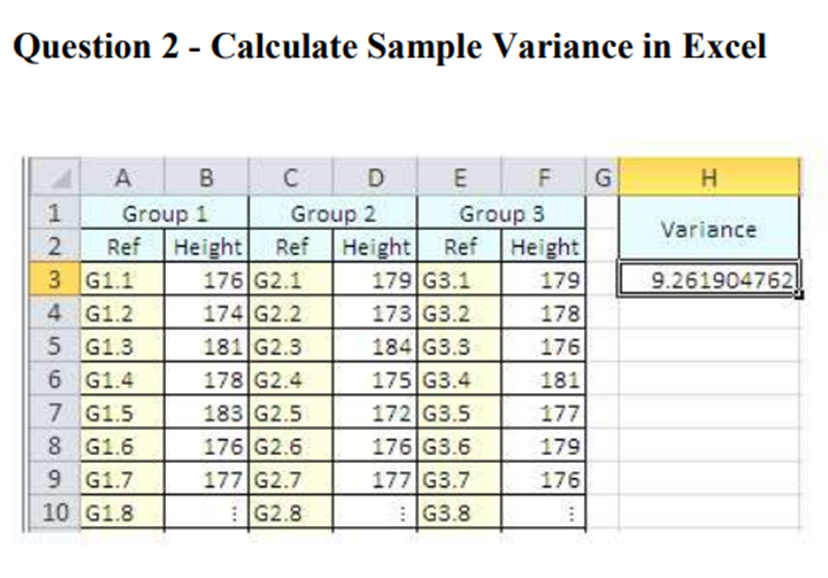 Question 2 - Calculate Sample Variance in Excel
A B C D E F G H
1 Group 1 Group 2 Group 3 Variance
2 Ref Height Ref Height Ref Height
3 G1.1 176 G2.1 179 G3.1 179 9.261904762
4 G1.2 174 G2.2 173 G3.2 178
5 G1.3 181 G2.3 184 G3.3 176
6 G1.4 178 G2.4 175 G3.4 181
7 G1.5 183 G2.5 172 G3.5 177
8 G1.6 176 G2.6 176 G3.6 179
9 G1.7 177 G2.7 177 G3.7 176
10 G1.8 ⋮ G2.8 ⋮ G3.8 ⋮